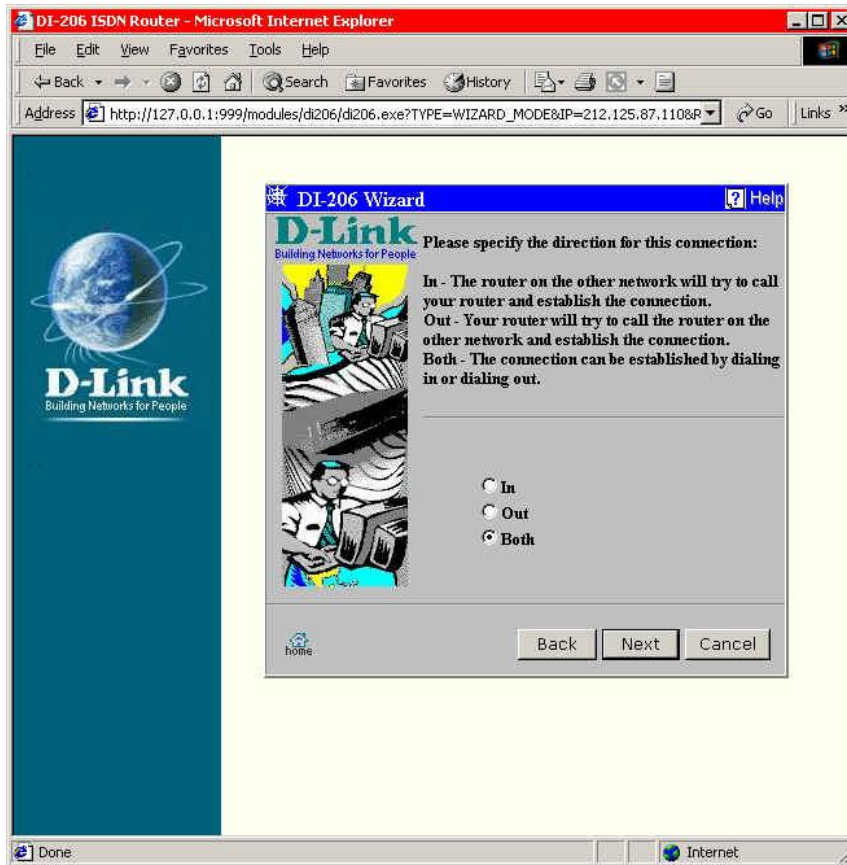 DI-206 ISDN Router - Microsoft Internet Explorer
File Edit View Favorites Tools Help
Back Search Favorites History
Address http://127.0.0.1:999/modules/di206/di206.exe?TYPE=WIZARD_MODE&IP=212.125.87.110&R Go Links »
DI-206 Wizard ? Help
D-Link
Building Networks for People
Please specify the direction for this connection:
In - The router on the other network will try to call
your router and establish the connection.
Out - Your router will try to call the router on the
other network and establish the connection.
Both - The connection can be established by dialing
in or dialing out.
D-Link
Building Networks for People
In
Out
Both
home
Back Next Cancel
Done Internet